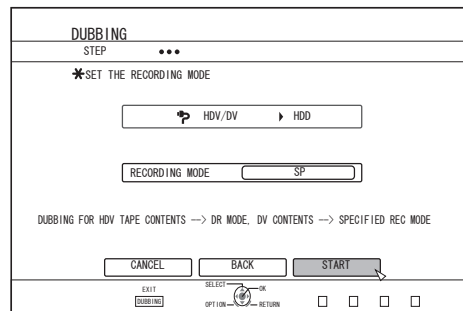 DUBBING
STEP •••
*SET THE RECORDING MODE
HDV/DV ▶ HDD
RECORDING MODE SP
DUBBING FOR HDV TAPE CONTENTS --> DR MODE, DV CONTENTS --> SPECIFIED REC MODE
CANCEL BACK START
EXIT
DUBBING
SELECT OK
OPTION RETURN